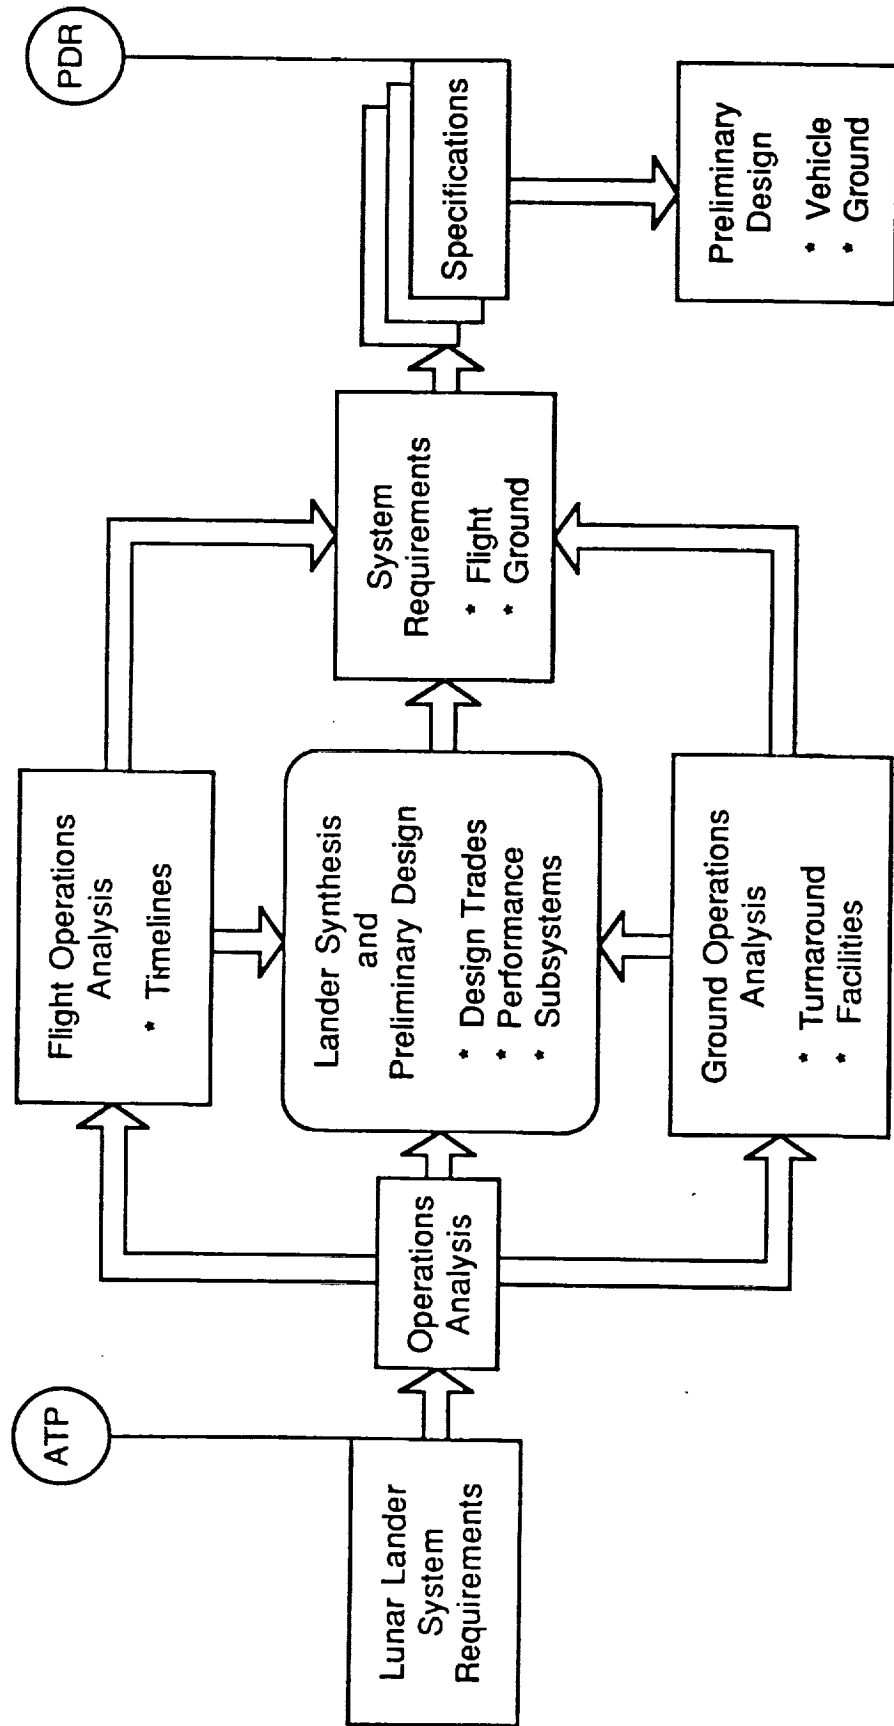 ATP
PDR
Lunar Lander
System
Requirements
Operations
Analysis
Flight Operations
Analysis
* Timelines
Lander Synthesis
and
Preliminary Design
* Design Trades
* Performance
* Subsystems
Ground Operations
Analysis
* Turnaround
* Facilities
System
Requirements
* Flight
* Ground
Specifications
Preliminary
Design
* Vehicle
* Ground